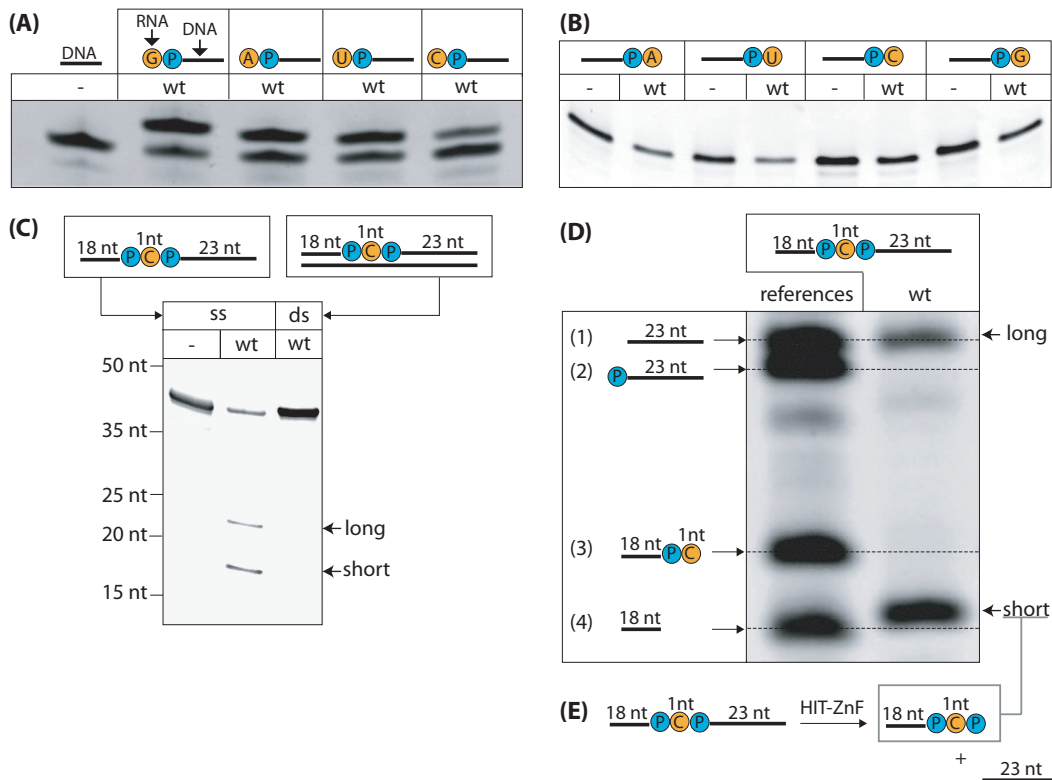 (A)
RNA DNA
DNA G P A P U P C P
- wt wt wt wt
(B)
P A P U P C P G
- wt - wt - wt - wt
(C)
1nt
18 nt 23 nt
P C P
1nt
18 nt 23 nt
P C P
ss ds
- wt wt
50 nt
35 nt
25 nt
20 nt
15 nt
long
short
(D)
1nt
18 nt 23 nt
P C P
references wt
(1) 23 nt
(2) P 23 nt
(3) 18 nt P C 1nt
(4) 18 nt
long
short
(E)
1nt
18 nt 23 nt
P C P
HIT-ZnF
1nt
18 nt
P C P
+
23 nt